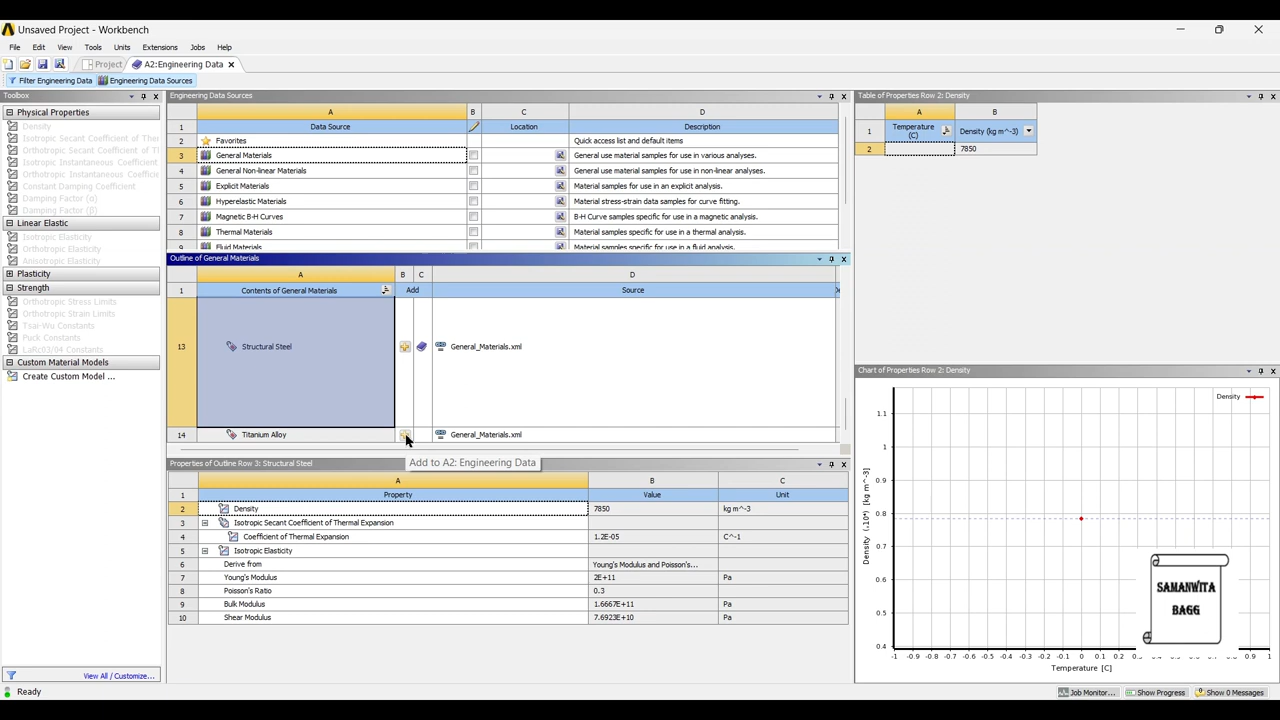 Unsaved Project - Workbench
File Edit View Tools Units Extensions Jobs Help
Project A2:Engineering Data
Filter Engineering Data Engineering Data Sources
Toolbox
Physical Properties
Density
Isotropic Secant Coefficient of Ther
Orthotropic Secant Coefficient of T
Isotropic Instantaneous Coefficient
Orthotropic Instantaneous Coefficie
Constant Damping Coefficient
Damping Factor (α)
Damping Factor (β)
Linear Elastic
Isotropic Elasticity
Orthotropic Elasticity
Anisotropic Elasticity
Plasticity
Strength
Orthotropic Stress Limits
Orthotropic Strain Limits
Tsai-Wu Constants
Puck Constants
LaRc03/04 Constants
Custom Material Models
Create Custom Model ...
View All / Customize...
Ready
Engineering Data Sources
A B C D
1 Data Source Location Description
2 Favorites Quick access list and default items
3 General Materials General use material samples for use in various analyses.
4 General Non-linear Materials General use material samples for use in non-linear analyses.
5 Explicit Materials Material samples for use in an explicit analysis.
6 Hyperelastic Materials Material stress-strain data samples for curve fitting.
7 Magnetic B-H Curves B-H Curve samples specific for use in a magnetic analysis.
8 Thermal Materials Material samples specific for use in a thermal analysis.
9 Fluid Materials Material samples specific for use in a fluid analysis.
Outline of General Materials
A B C D
1 Contents of General Materials Add Source
13 Structural Steel General_Materials.xml
14 Titanium Alloy General_Materials.xml
Add to A2: Engineering Data
Properties of Outline Row 3: Structural Steel
A B C
1 Property Value Unit
2 Density 7850 kg m^-3
3 Isotropic Secant Coefficient of Thermal Expansion
4 Coefficient of Thermal Expansion 1.2E-05 C^-1
5 Isotropic Elasticity
6 Derive from Young's Modulus and Poisson's...
7 Young's Modulus 2E+11 Pa
8 Poisson's Ratio 0.3
9 Bulk Modulus 1.6667E+11 Pa
10 Shear Modulus 7.6923E+10 Pa
Table of Properties Row 2: Density
A B
1 Temperature (C) Density (kg m^-3)
2 7850
Chart of Properties Row 2: Density
Density
1.1
1
0.9
0.8
0.7
0.6
0.5
0.4
Density (.10⁴) [kg m^-3]
-1 -0.9 -0.8 -0.7 -0.6 -0.5 -0.4 -0.3 -0.2 -0.1 0 0.1 0.2 0.9 1
Temperature [C]
SAMANWITA
BAGG
Job Monitor... Show Progress Show 0 Messages